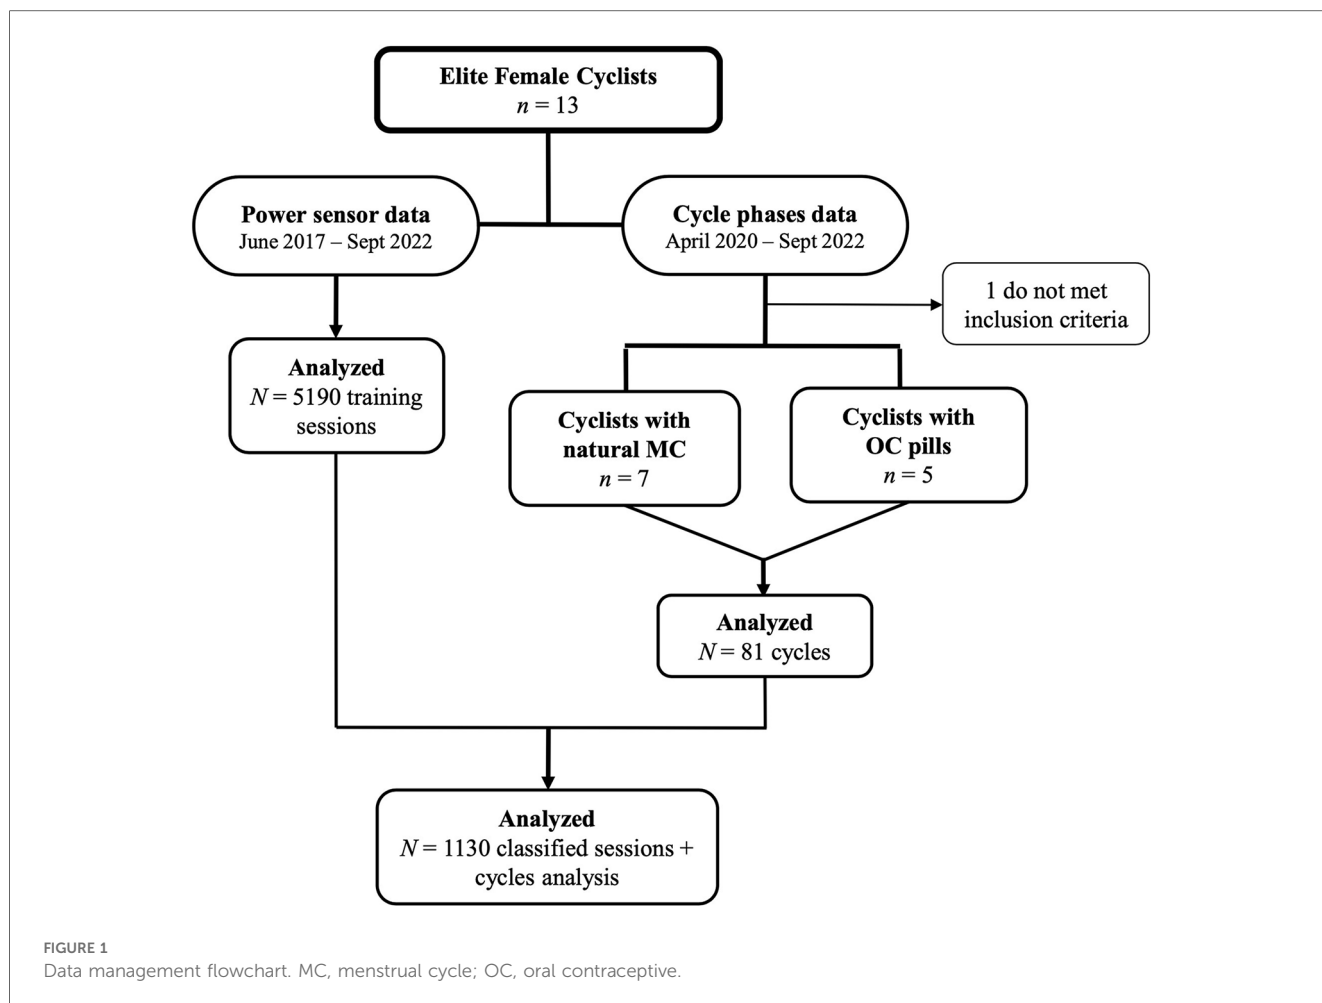 Elite Female Cyclists
n = 13
Power sensor data
June 2017 – Sept 2022
Cycle phases data
April 2020 – Sept 2022
1 do not met
inclusion criteria
Analyzed
N = 5190 training
sessions
Cyclists with
natural MC
n = 7
Cyclists with
OC pills
n = 5
Analyzed
N = 81 cycles
Analyzed
N = 1130 classified sessions +
cycles analysis
FIGURE 1
Data management flowchart. MC, menstrual cycle; OC, oral contraceptive.